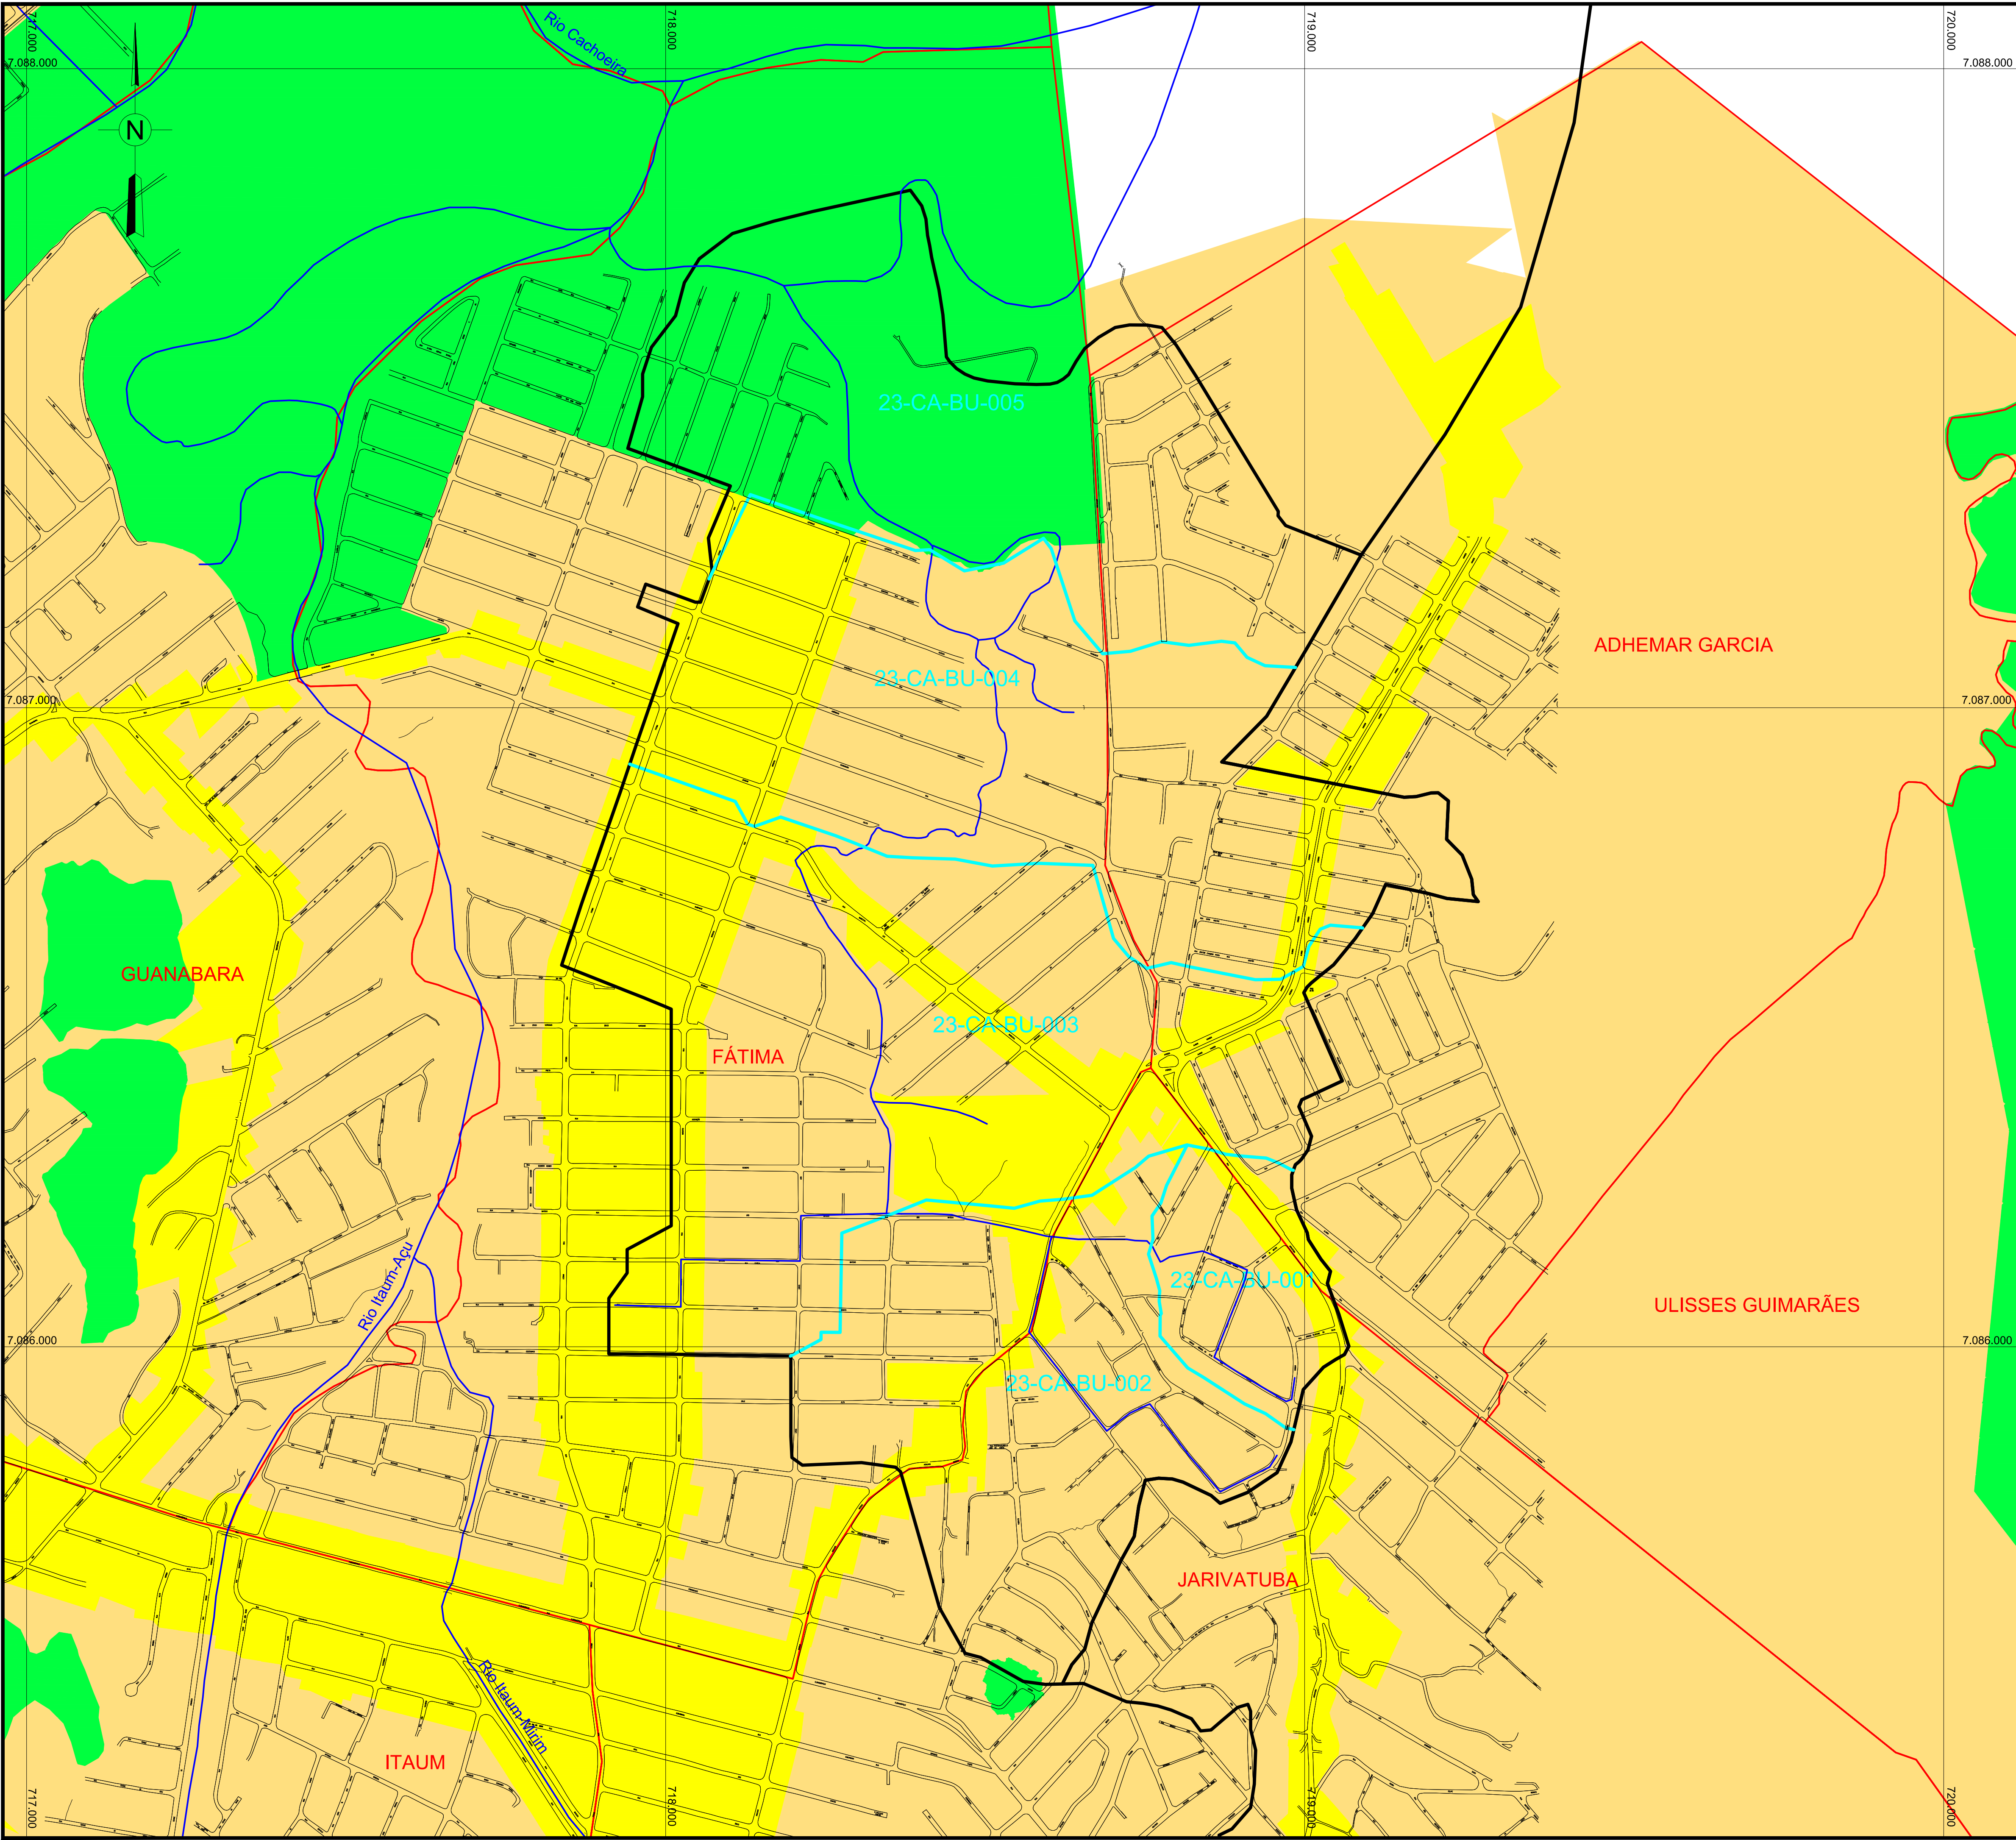 717.000
718.000
719.000
720.000
7.088.000
7.088.000
Rio Cachoeira
N
23-CA-BU-005
ADHEMAR GARCIA
23-CA-BU-004
7.087.000
7.087.000
GUANABARA
23-CA-BU-003
FÁTIMA
Rio Itaum-Açu
23-CA-BU-001
ULISSES GUIMARÃES
7.086.000
7.086.000
23-CA-BU-002
JARIVATUBA
Rio Itaum-Mirim
ITAUM
717.000
718.000
719.000
720.000